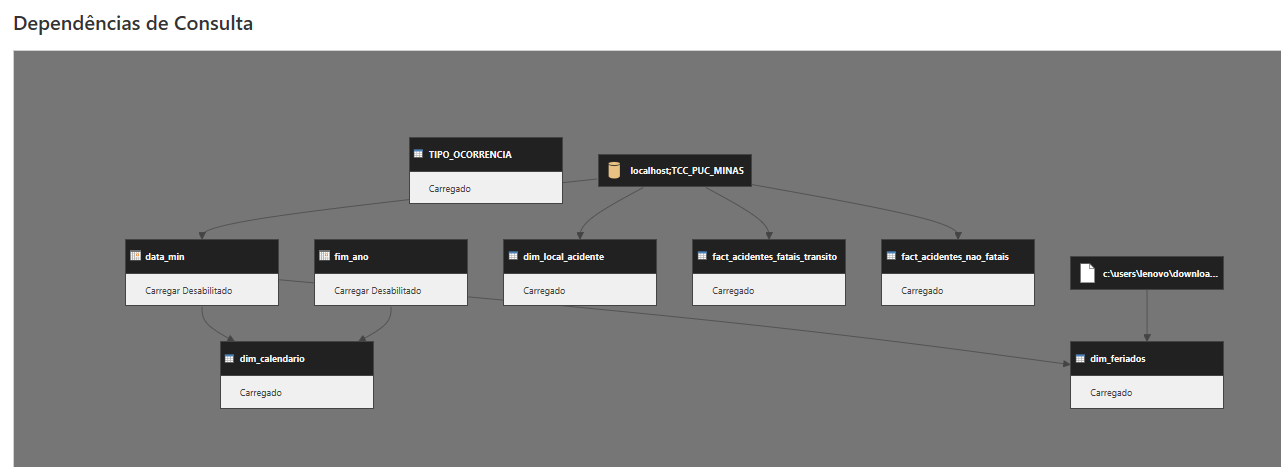 Dependências de Consulta
TIPO_OCORRENCIA
Carregado
localhost;TCC_PUC_MINAS
data_min
Carregar Desabilitado
fim_ano
Carregar Desabilitado
dim_local_acidente
Carregado
fact_acidentes_fatais_transito
Carregado
fact_acidentes_nao_fatais
Carregado
c:\users\lenovo\downloa...
dim_calendario
Carregado
dim_feriados
Carregado